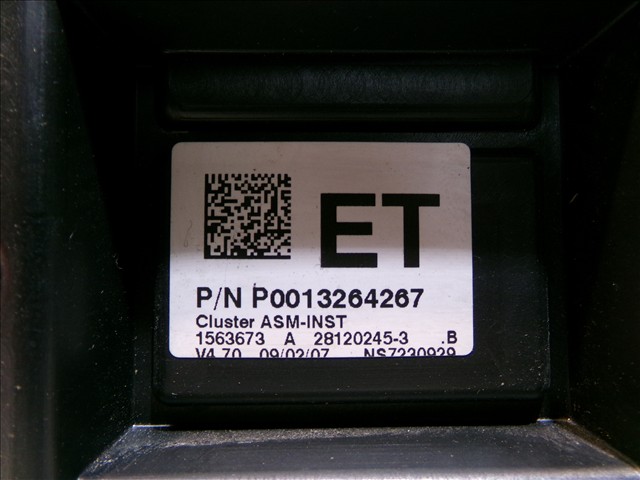 ET
P/N P0013264267
Cluster ASM-INST
1563673 A 28120245-3 .B
V4.70 09/02/07 NS7230929